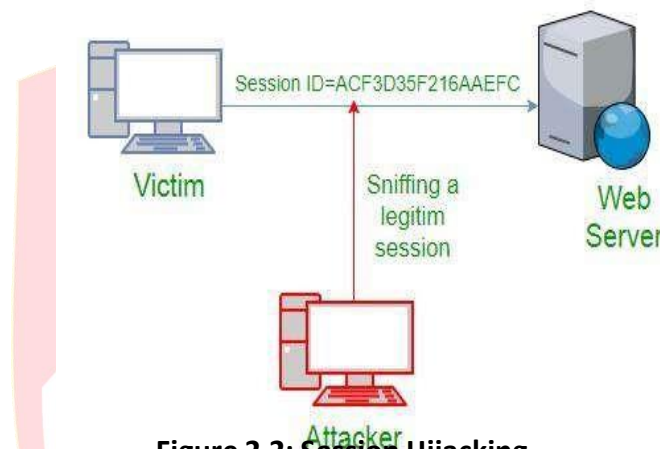 Session ID=ACF3D35F216AAEFC
Victim
Sniffing a
legitim
session
Web
Server
Attacker
Figure 2.2: Session Hijacking